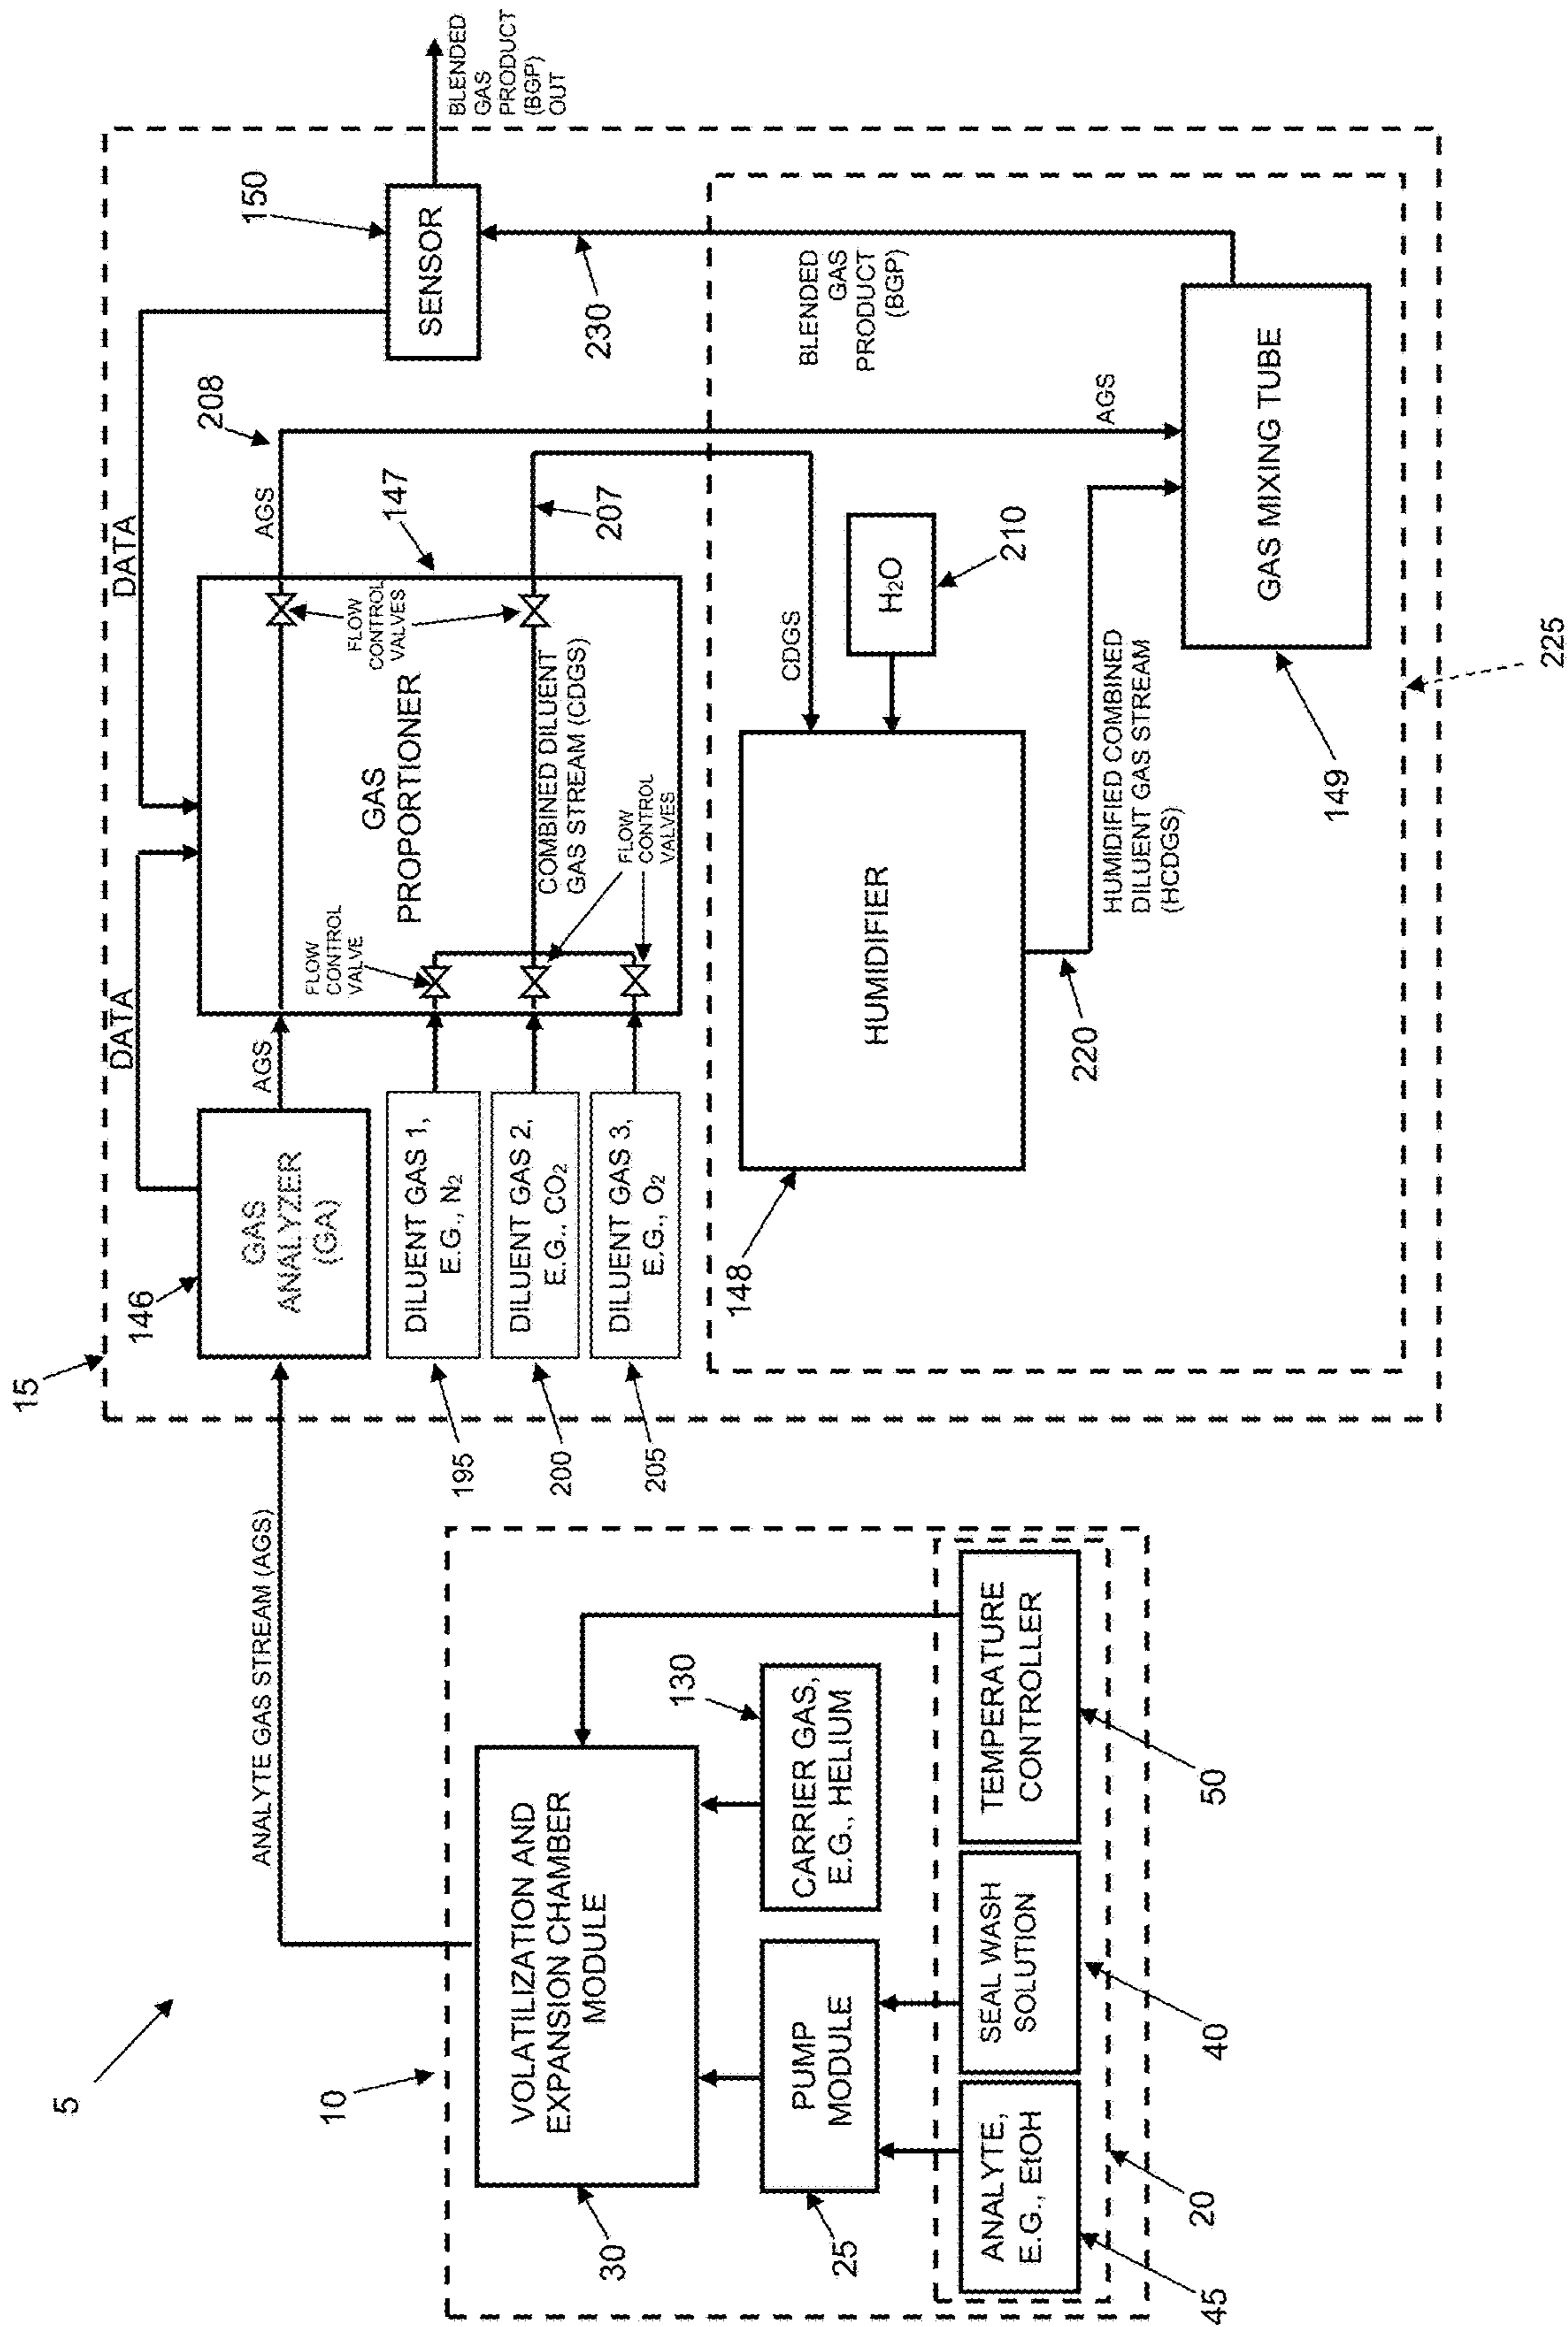 5
10
ANALYTE GAS STREAM (AGS)
VOLATILIZATION AND
EXPANSION CHAMBER
MODULE
30
PUMP
MODULE
25
CARRIER GAS,
E.G., HELIUM
130
ANALYTE,
E.G., EtOH
45
SEAL WASH
SOLUTION
40
TEMPERATURE
CONTROLLER
50
20
15
146
GAS
ANALYZER
(GA)
DATA
AGS
DATA
DILUENT GAS 1,
E.G., N2
195
DILUENT GAS 2,
E.G.. CO2
200
DILUENT GAS 3,
E.G., O2
205
FLOW
CONTROL
VALVE
GAS
PROPORTIONER
FLOW
CONTROL
VALVES
COMBINED DILUENT
GAS STREAM (CDGS)
FLOW
CONTROL
VALVES
147
AGS
208
207
150
SENSOR
BLENDED
GAS
PRODUCT
(BGP)
OUT
230
BLENDED
GAS
PRODUCT
(BGP)
148
HUMIDIFIER
CDGS
H2O
210
220
HUMIDIFIED COMBINED
DILUENT GAS STREAM
(HCDGS)
AGS
GAS MIXING TUBE
149
225